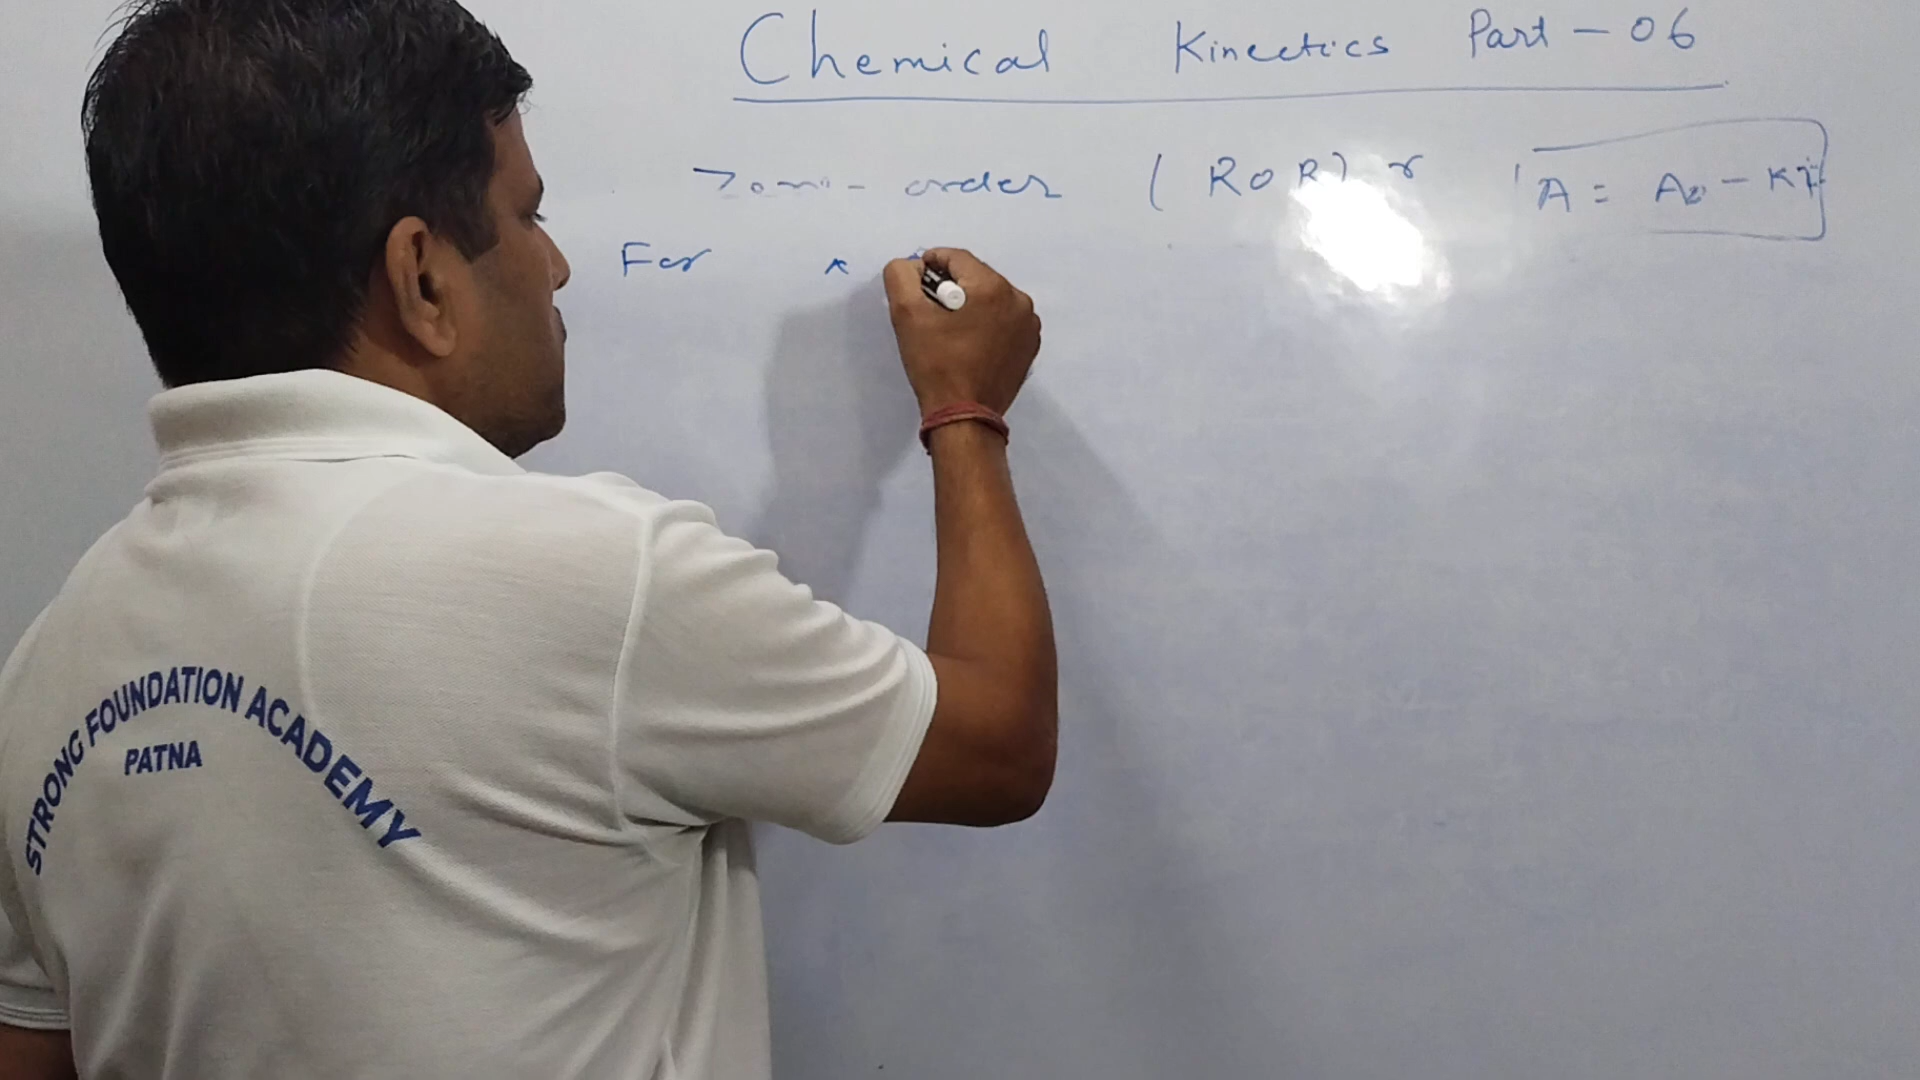 Chemical Kinectics Part - 06
Zero - order ( ROR) r A = A0 - Kt
For
STRONG FOUNDATION ACADEMY
PATNA